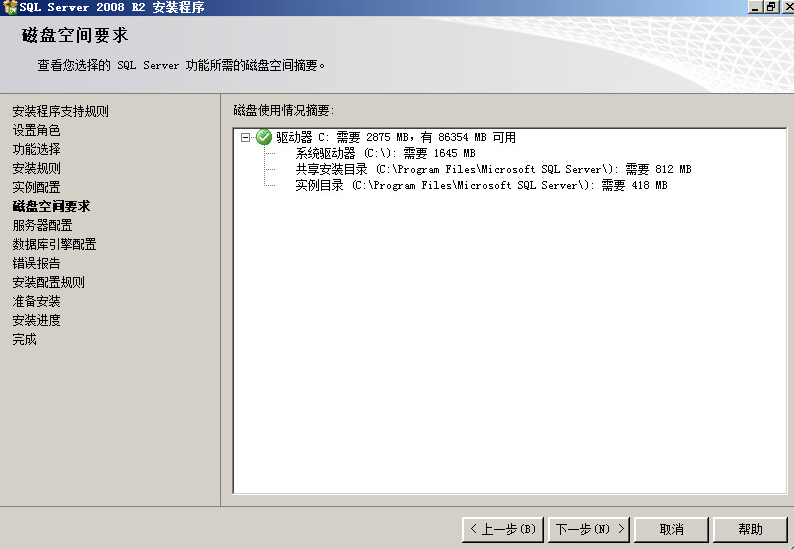 SQL Server 2008 R2 安装程序
磁盘空间要求
查看您选择的 SQL Server 功能所需的磁盘空间摘要。
安装程序支持规则
设置角色
功能选择
安装规则
实例配置
磁盘空间要求
服务器配置
数据库引擎配置
错误报告
安装配置规则
准备安装
安装进度
完成
磁盘使用情况摘要:
驱动器 C: 需要 2875 MB, 有 86354 MB 可用
系统驱动器 (C:\): 需要 1645 MB
共享安装目录 (C:\Program Files\Microsoft SQL Server\): 需要 812 MB
实例目录 (C:\Program Files\Microsoft SQL Server\): 需要 418 MB
< 上一步(B)
下一步(N) >
取消
帮助